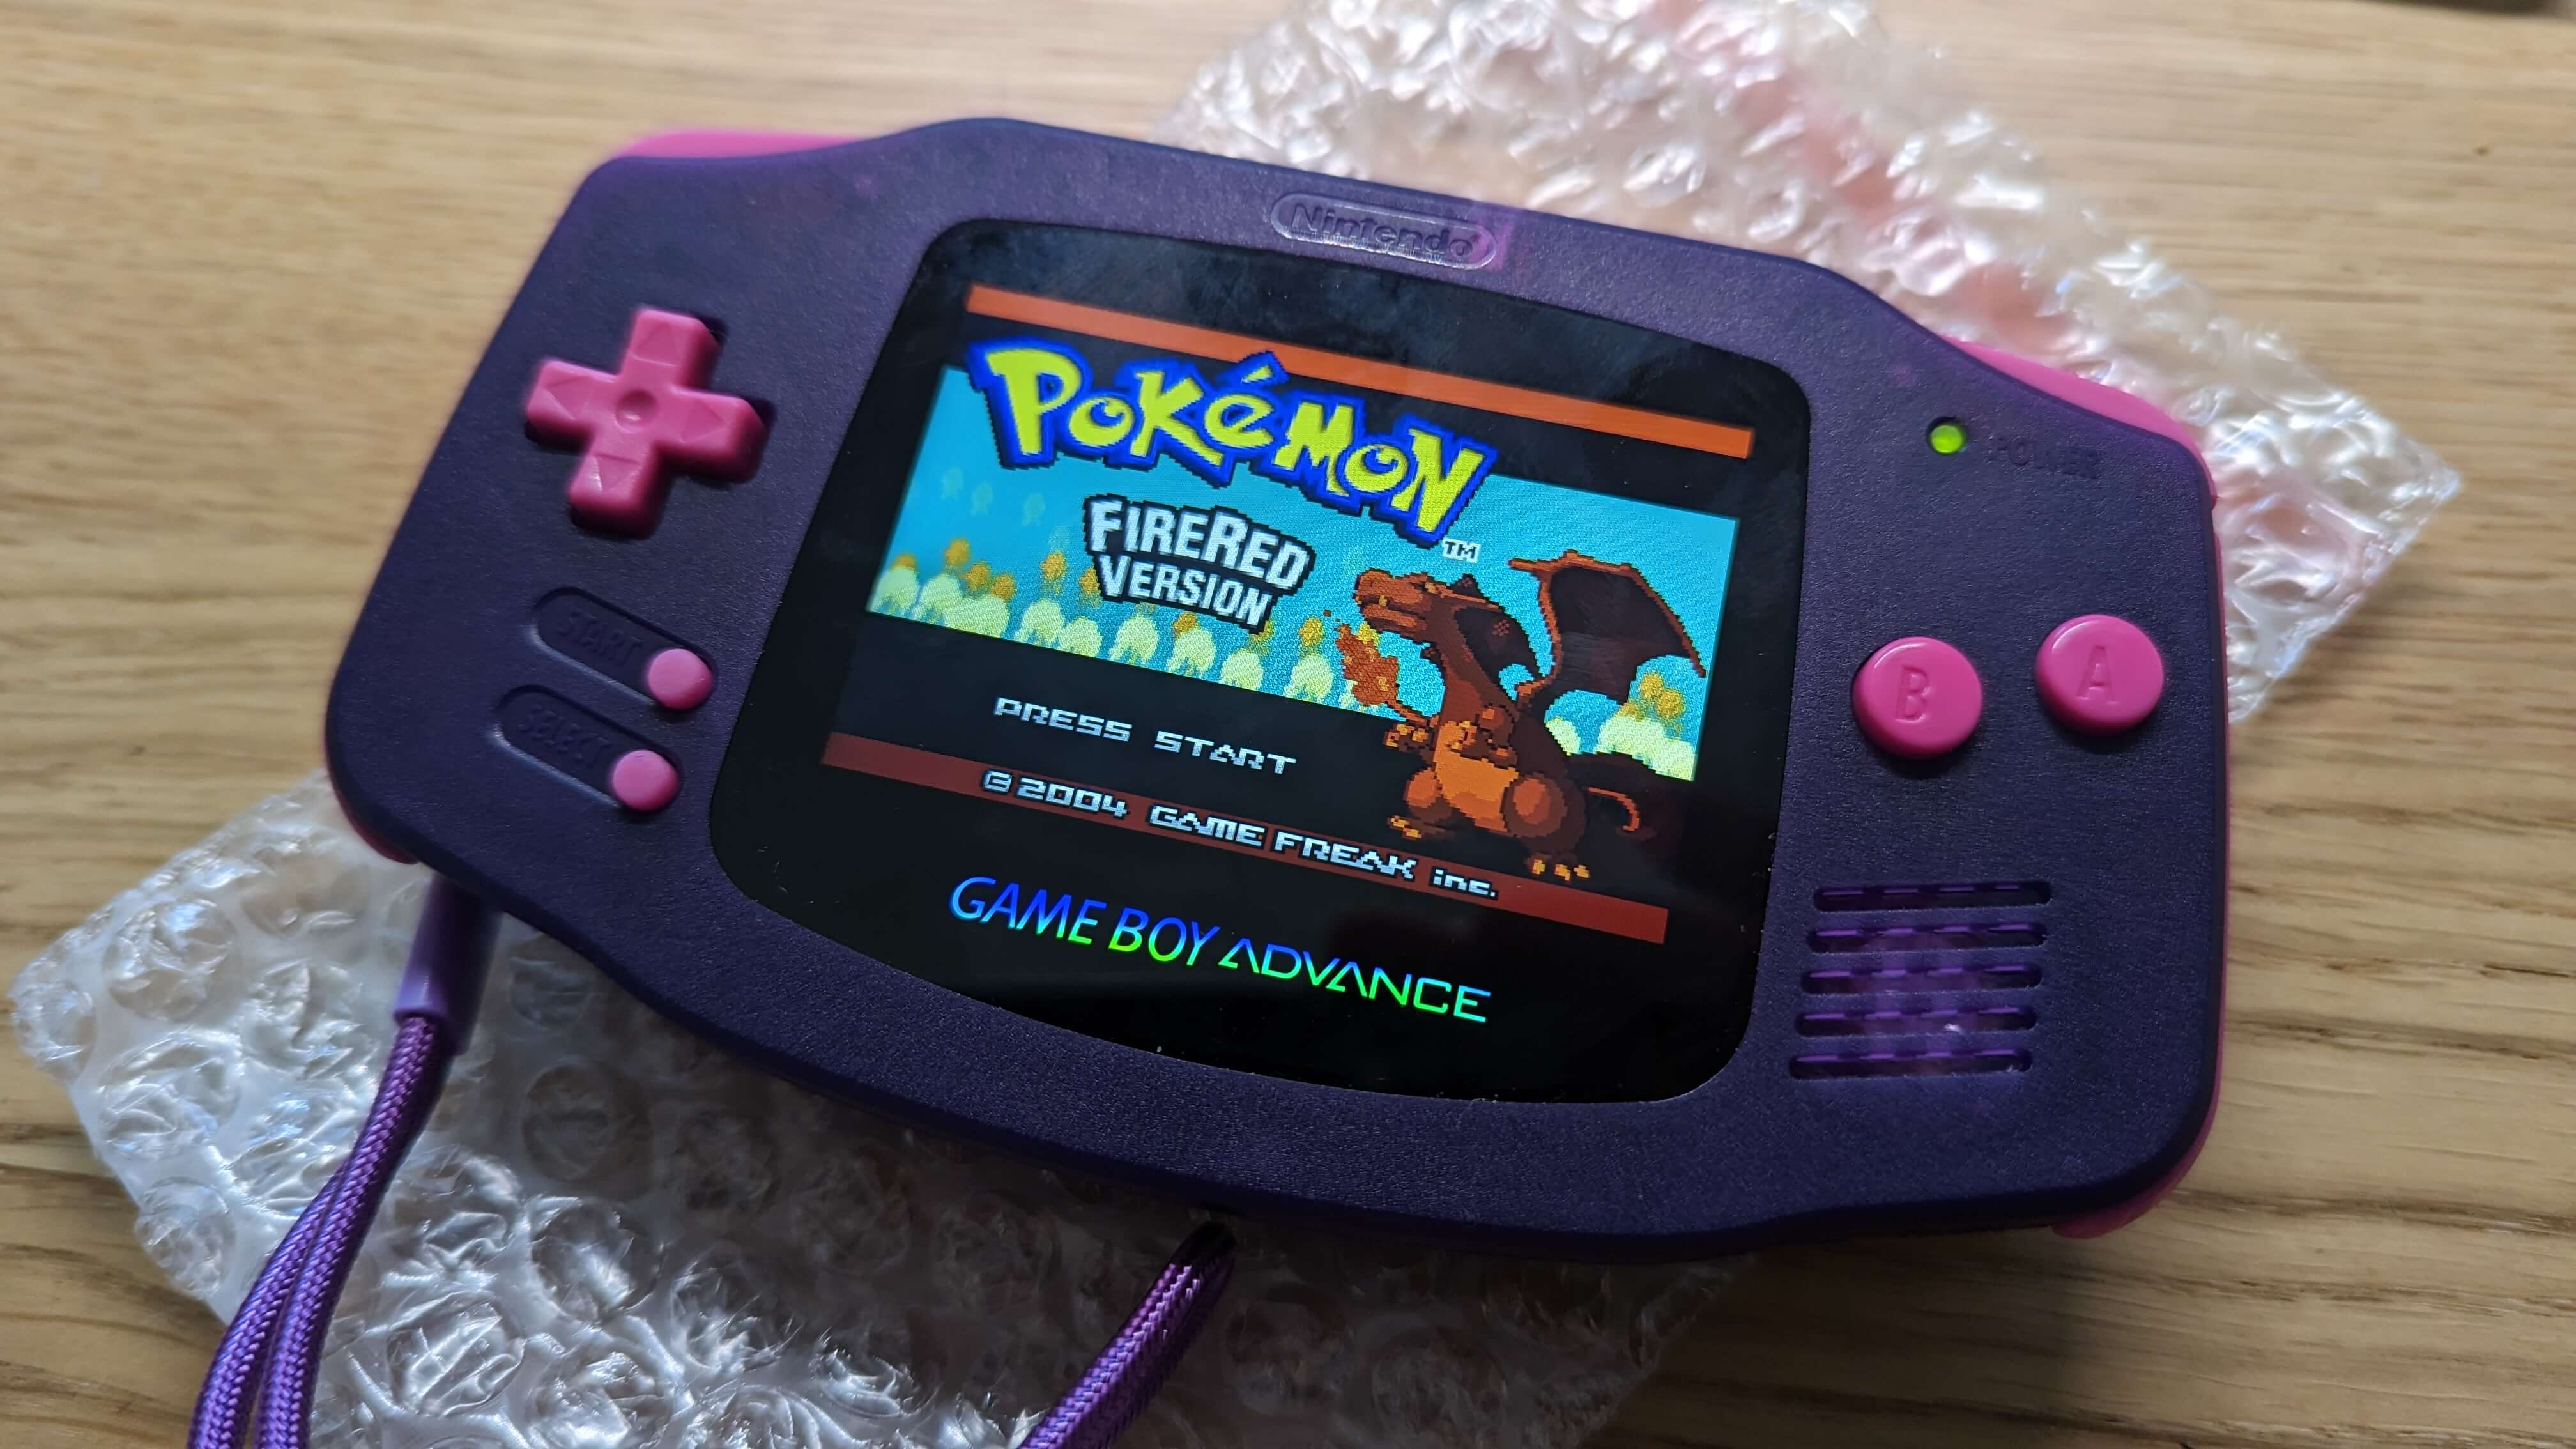 Nintendo
POKéMON
TM
FIRERED
VERSION
PRESS START
©2004 GAME FREAK inc.
GAME BOY ADVANCE
POWER
START
SELECT
B
A